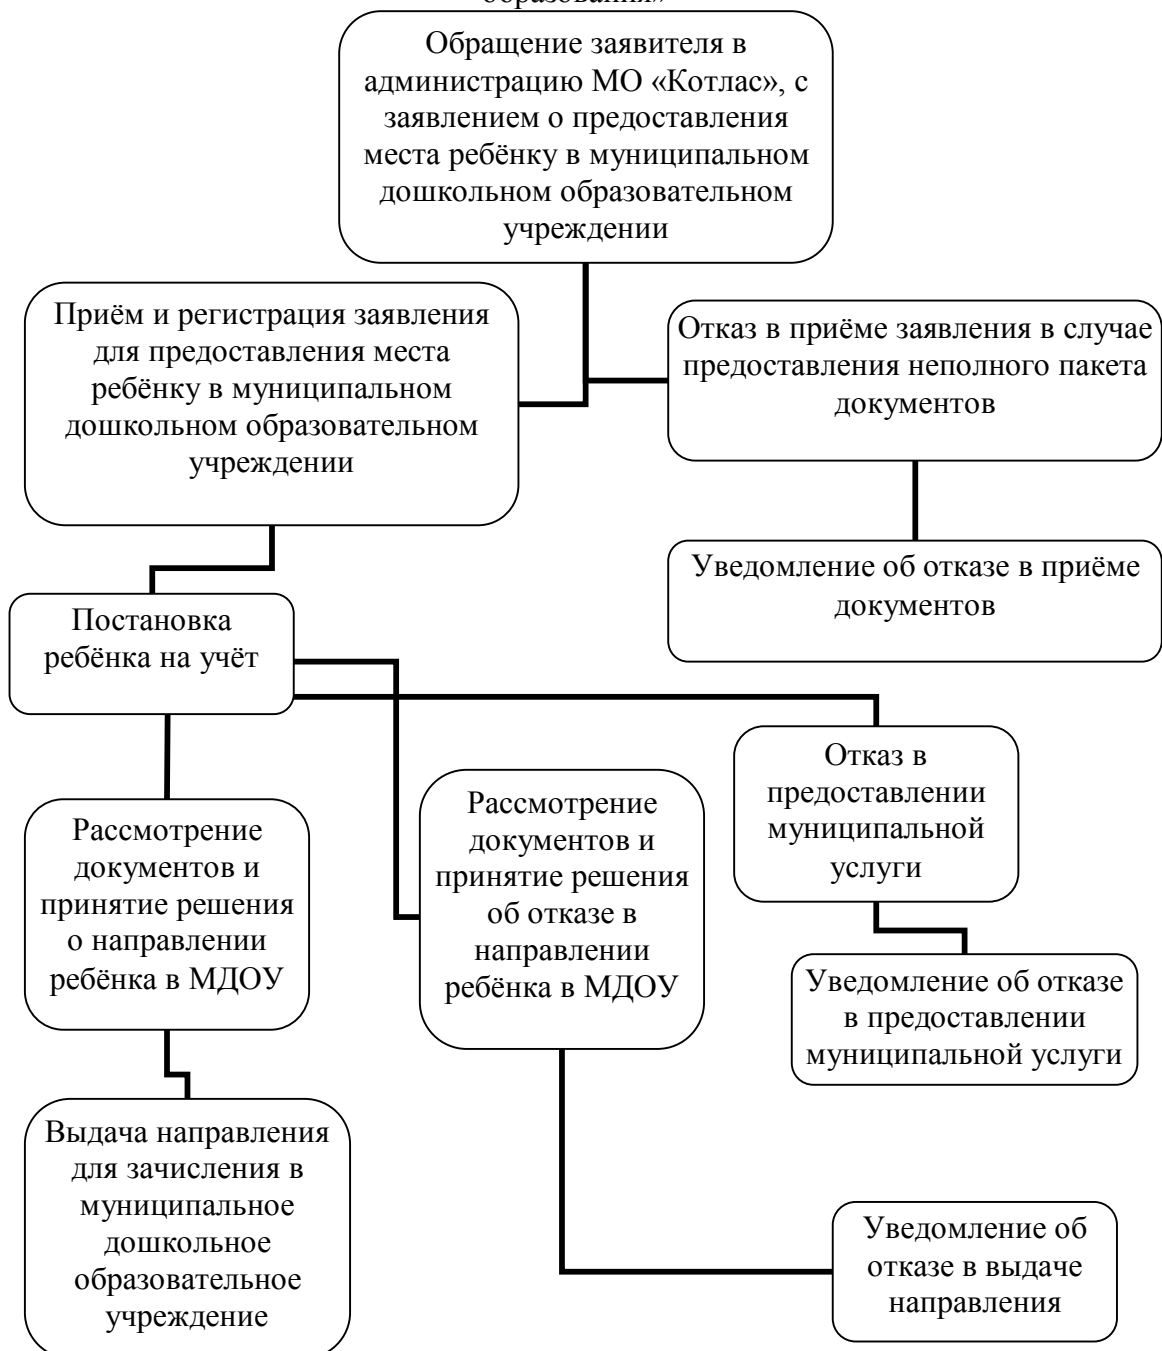 образования»
Обращение заявителя в
администрацию МО «Котлас», с
заявлением о предоставления
места ребёнку в муниципальном
дошкольном образовательном
учреждении
Приём и регистрация заявления
для предоставления места
ребёнку в муниципальном
дошкольном образовательном
учреждении
Отказ в приёме заявления в случае
предоставления неполного пакета
документов
Уведомление об отказе в приёме
документов
Постановка
ребёнка на учёт
Отказ в
предоставлении
муниципальной
услуги
Рассмотрение
документов и
принятие решения
о направлении
ребёнка в МДОУ
Рассмотрение
документов и
принятие решения
об отказе в
направлении
ребёнка в МДОУ
Уведомление об отказе
в предоставлении
муниципальной услуги
Выдача направления
для зачисления в
муниципальное
дошкольное
образовательное
учреждение
Уведомление об
отказе в выдаче
направления